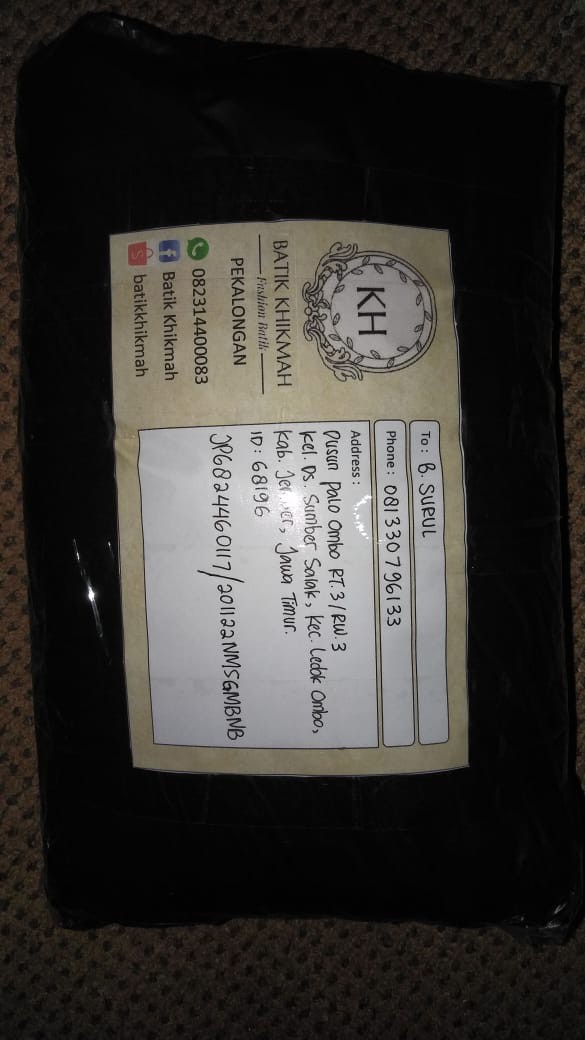 KH
BATIK KHIKMAH
Fashion Batik
PEKALONGAN
082314400083
Batik Khikmah
batikkhikmah
To : B. SURUL
Phone : 081330796133
Address :
Dusun Palo Ombo RT.3/RW.3
Kel. Ds. Sumber Salak, Kec. Ledok Ombo,
Kab. Jember, Jawa Timur.
ID : 68196
JP6824460117/201122NMSGMBNB